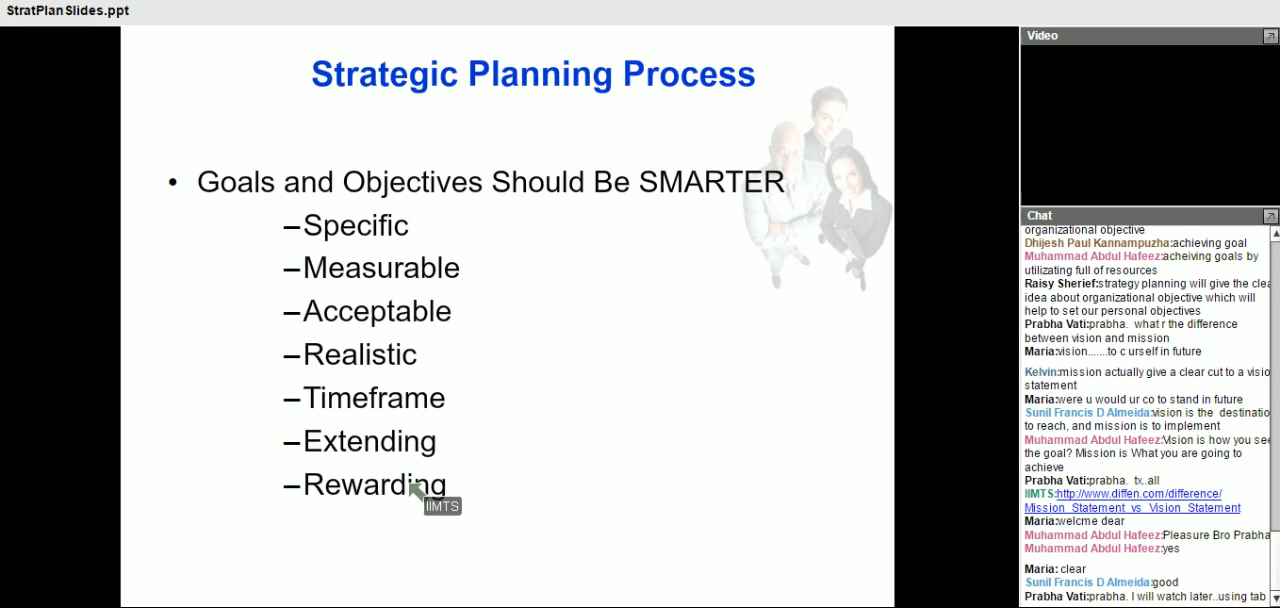 StratPlanSlides.ppt
Strategic Planning Process
• Goals and Objectives Should Be SMARTER
–Specific
–Measurable
–Acceptable
–Realistic
–Timeframe
–Extending
–Rewarding
IIMTS
Video
Chat
organizational objective
Dhijesh Paul Kannampuzha:achieving goal
Muhammad Abdul Hafeez:acheiving goals by
utilizating full of resources
Raisy Sherief:strategy planning will give the clea
idea about organizational objective which will
help to set our personal objectives
Prabha Vati:prabha. what r the difference
between vision and mission
Maria:vision.......to c urself in future
Kelvin:mission actually give a clear cut to a visio
statement
Maria:were u would ur co to stand in future
Sunil Francis D Almeida:vision is the destinatio
to reach, and mission is to implement
Muhammad Abdul Hafeez:Vision is how you see
the goal? Mission is What you are going to
achieve
Prabha Vati:prabha. tx..all
IIMTS:http://www.diffen.com/difference/
Mission_Statement_vs_Vision_Statement
Maria:welcme dear
Muhammad Abdul Hafeez:Pleasure Bro Prabha
Muhammad Abdul Hafeez:yes
Maria: clear
Sunil Francis D Almeida:good
Prabha Vati:prabha. I will watch later..using tab